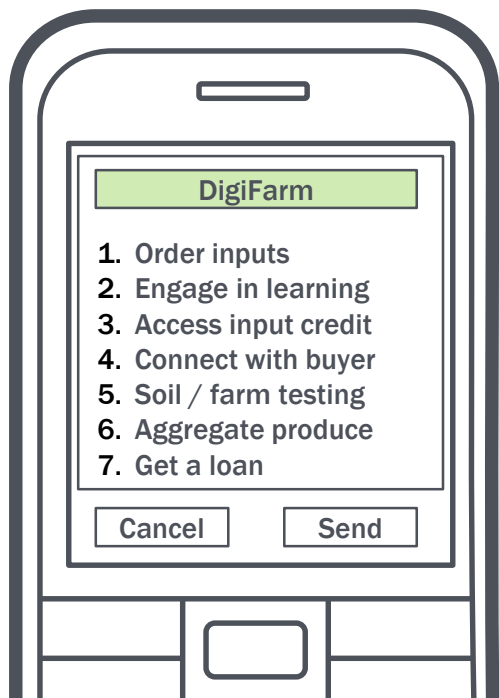 DigiFarm
1. Order inputs
2. Engage in learning
3. Access input credit
4. Connect with buyer
5. Soil / farm testing
6. Aggregate produce
7. Get a loan
Cancel Send